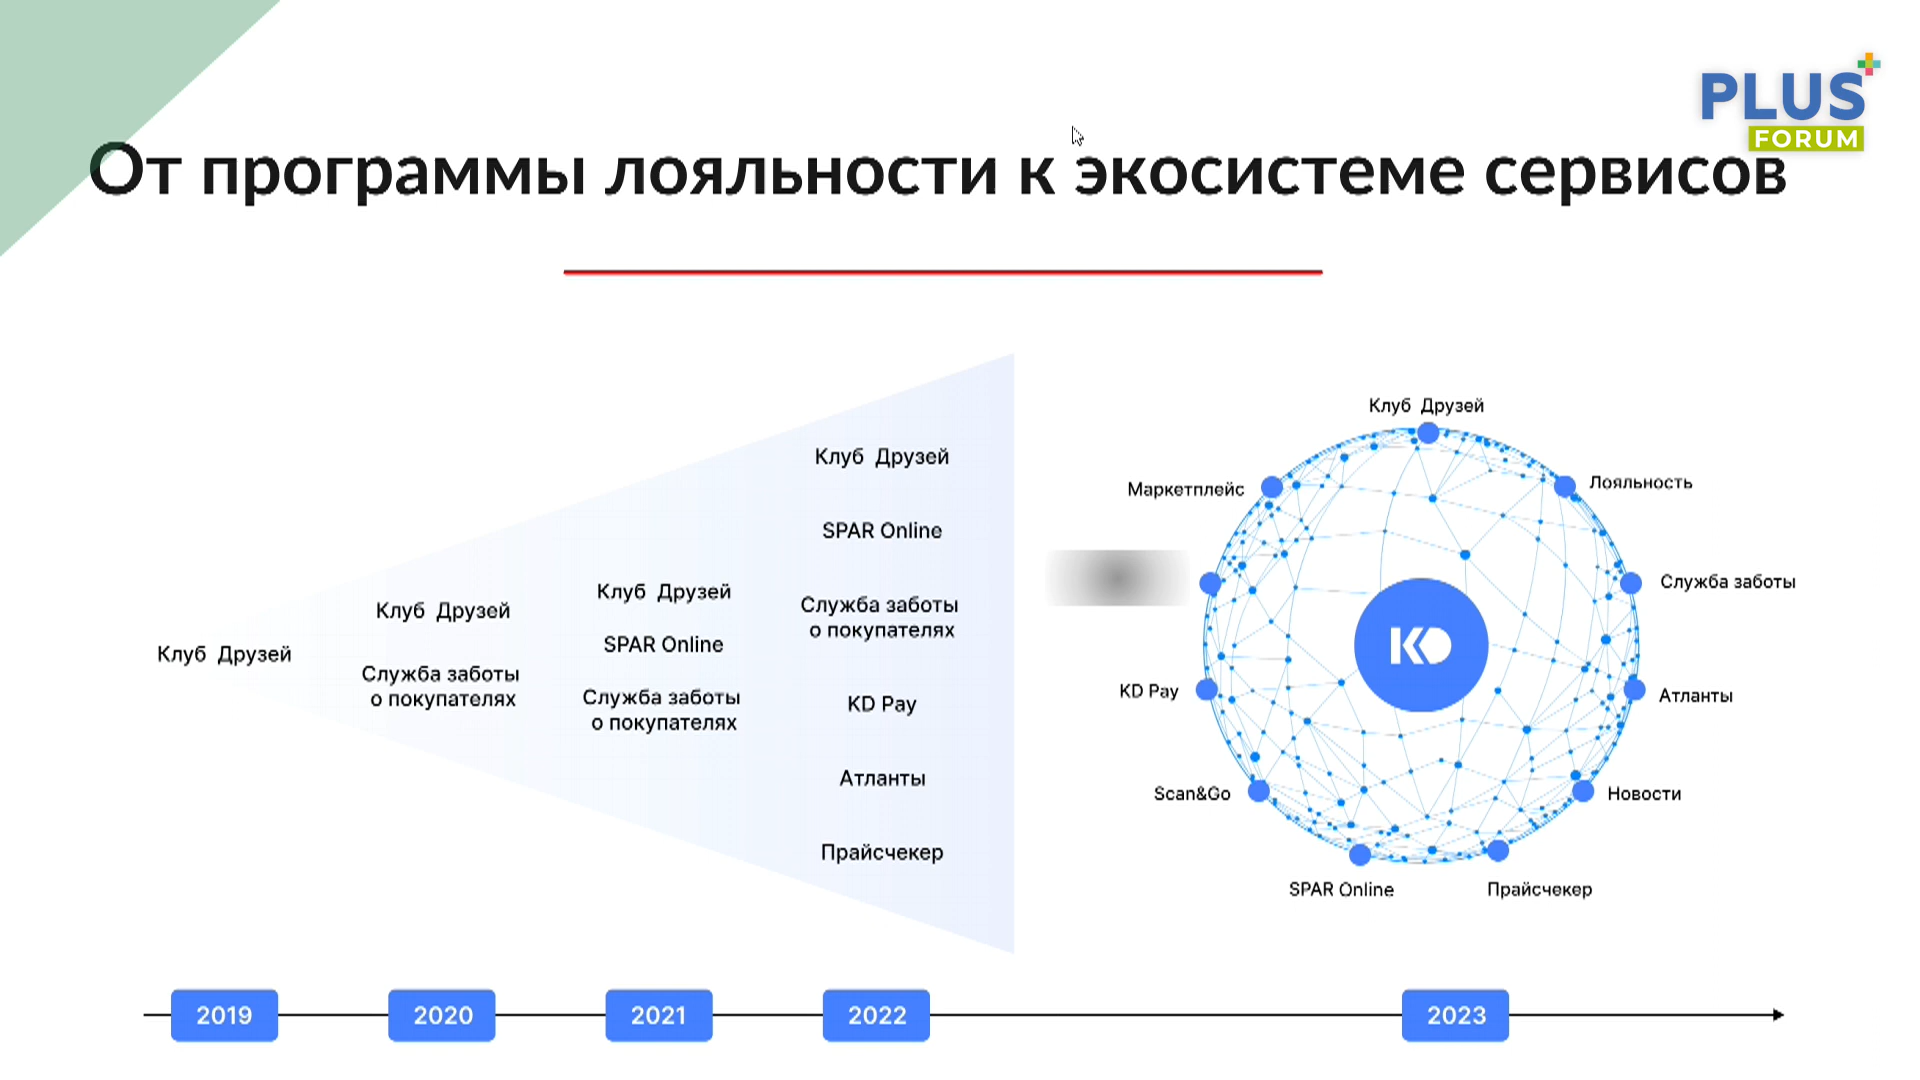 PLUS
FORUM
От программы лояльности к экосистеме сервисов
Клуб Друзей
Клуб Друзей
Служба заботы
о покупателях
Клуб Друзей
SPAR Online
Служба заботы
о покупателях
Клуб Друзей
SPAR Online
Служба заботы
о покупателях
KD Pay
Атланты
Прайсчекер
Клуб Друзей
Маркетплейс
Лояльность
Служба заботы
KD Pay
Атланты
Scan&Go
Новости
SPAR Online
Прайсчекер
KD
2019
2020
2021
2022
2023